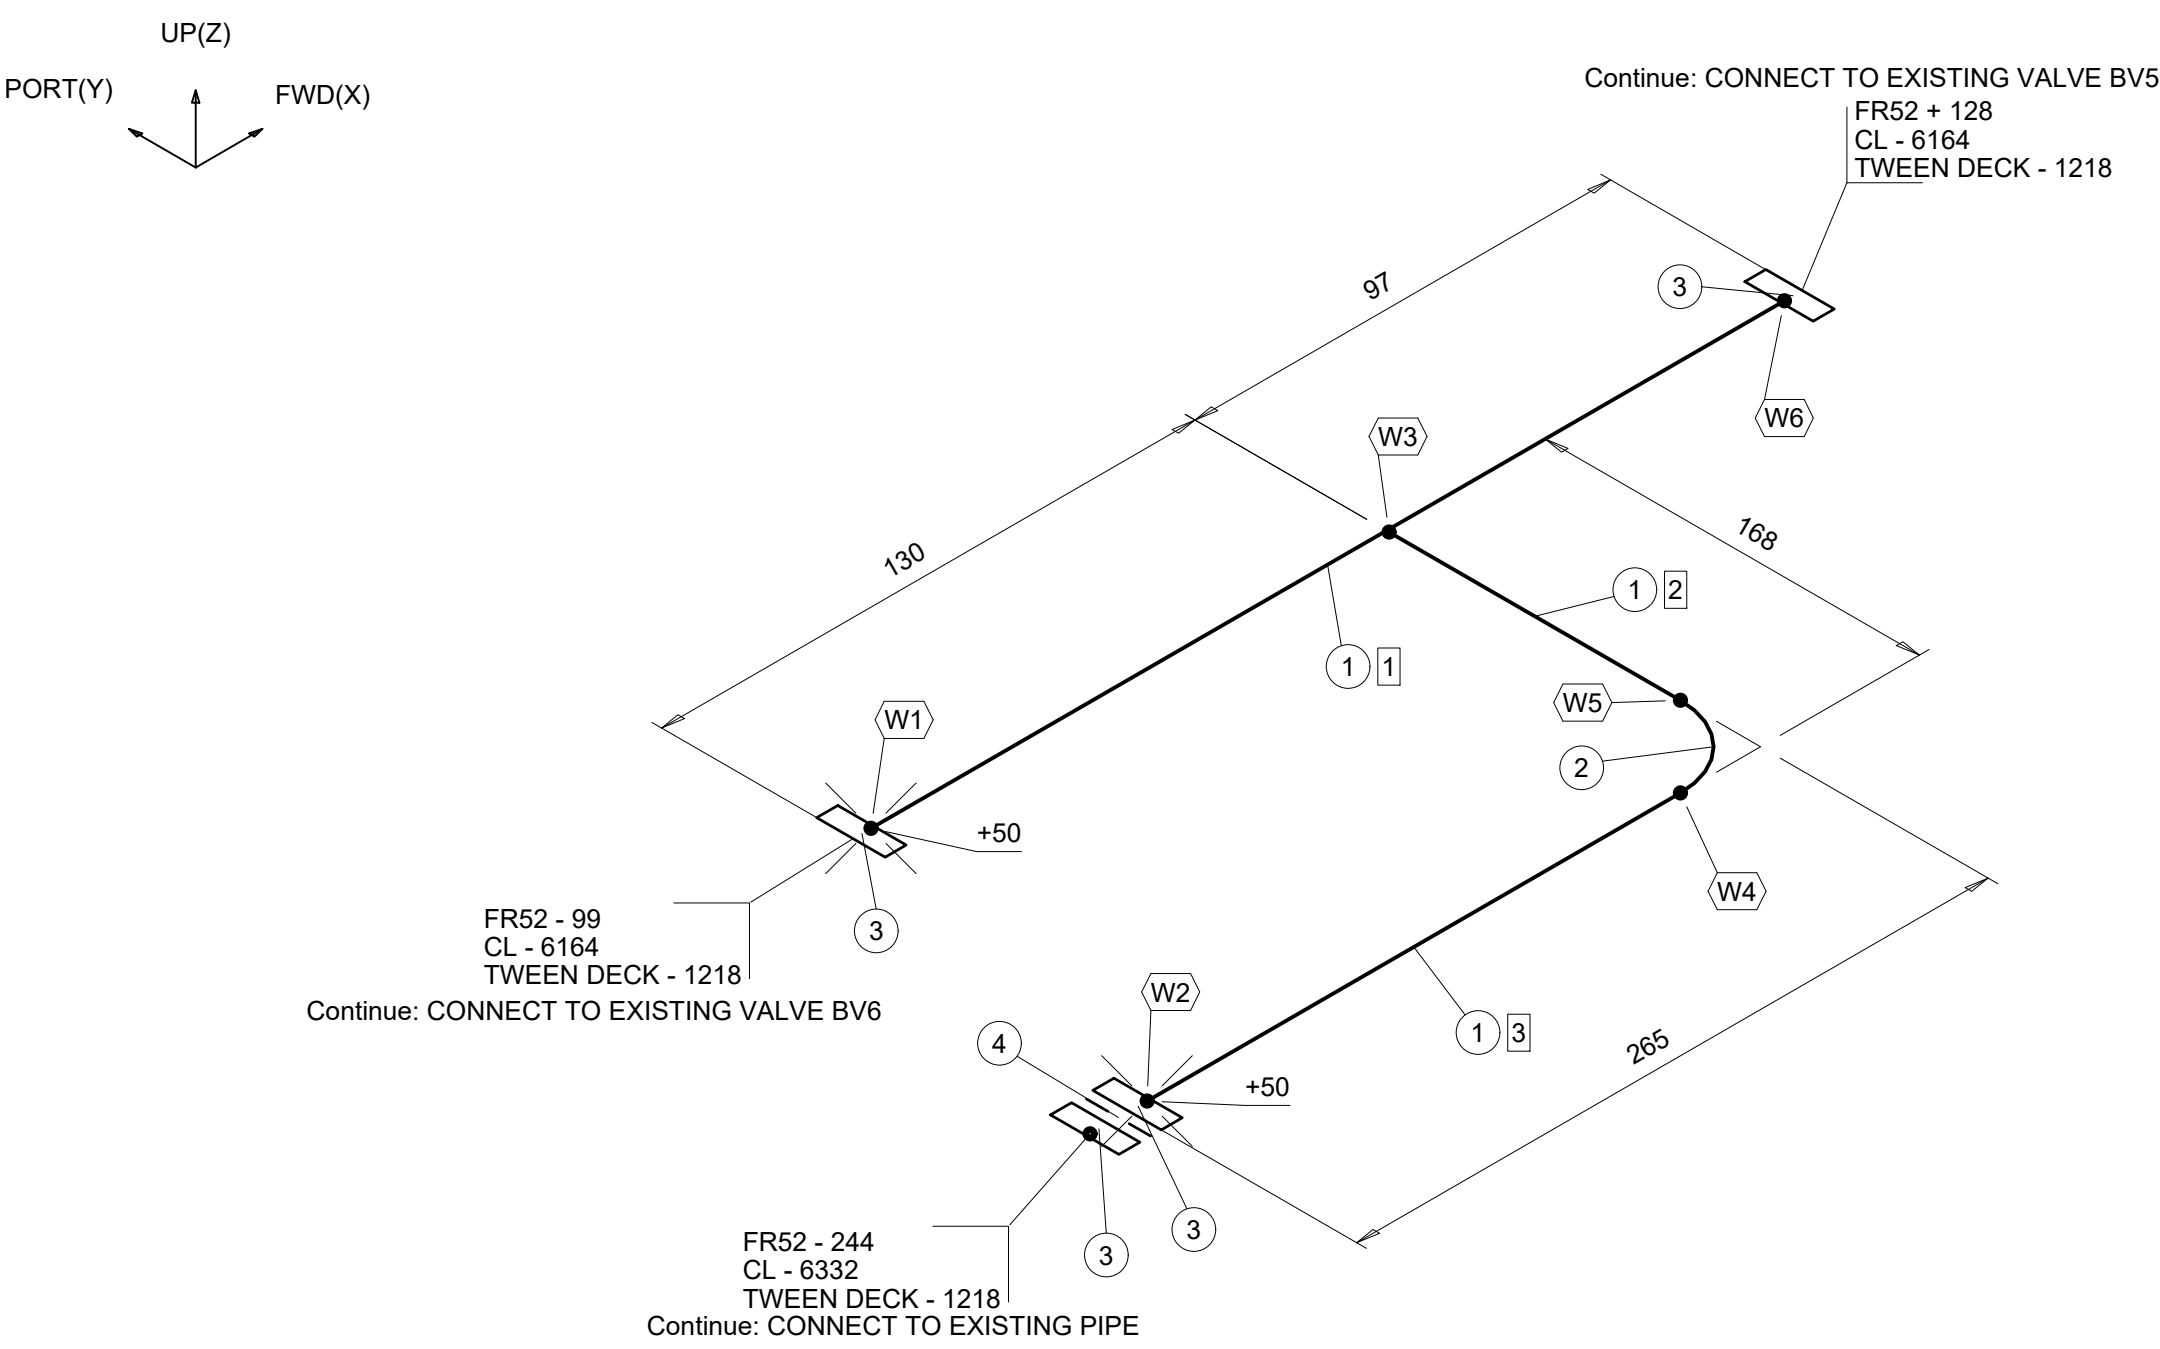 UP(Z)
PORT(Y)
FWD(X)
Continue: CONNECT TO EXISTING VALVE BV5
FR52 + 128
CL - 6164
TWEEN DECK - 1218
97
3
W6
W3
130
168
1 2
1 1
W5
W1
2
+50
W4
FR52 - 99
CL - 6164
TWEEN DECK - 1218
Continue: CONNECT TO EXISTING VALVE BV6
3
W2
4
1 3
265
+50
3
3
FR52 - 244
CL - 6332
TWEEN DECK - 1218
Continue: CONNECT TO EXISTING PIPE